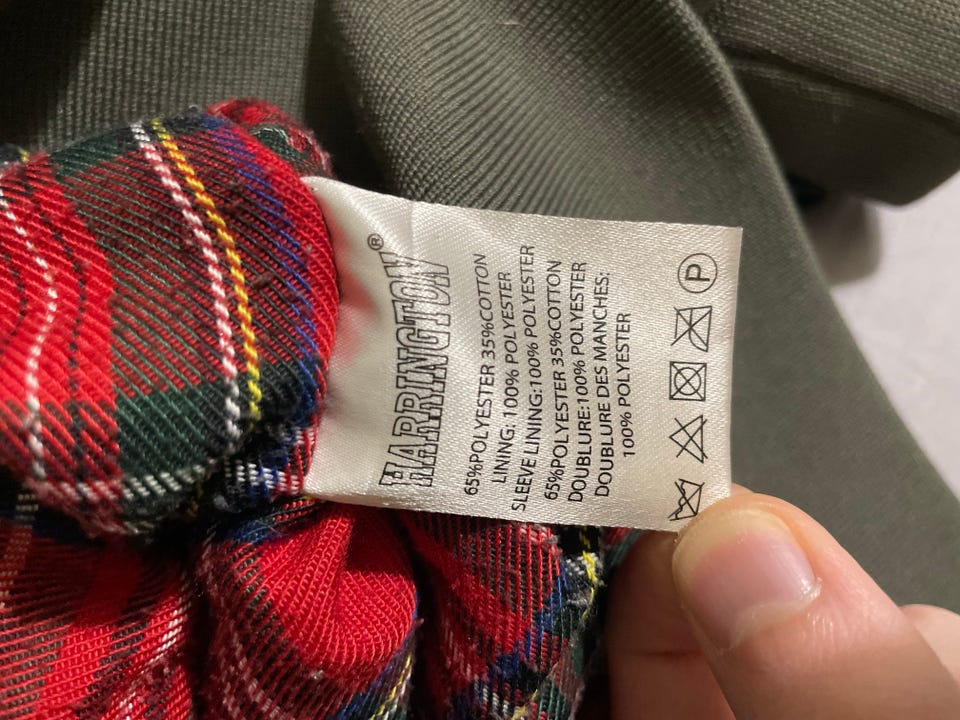 HARRINGTON®
65%POLYESTER 35%COTTON
LINING: 100% POLYESTER
SLEEVE LINING:100% POLYESTER
65%POLYESTER 35%COTTON
DOUBLURE:100% POLYESTER
DOUBLURE DES MANCHES:
100% POLYESTER
P